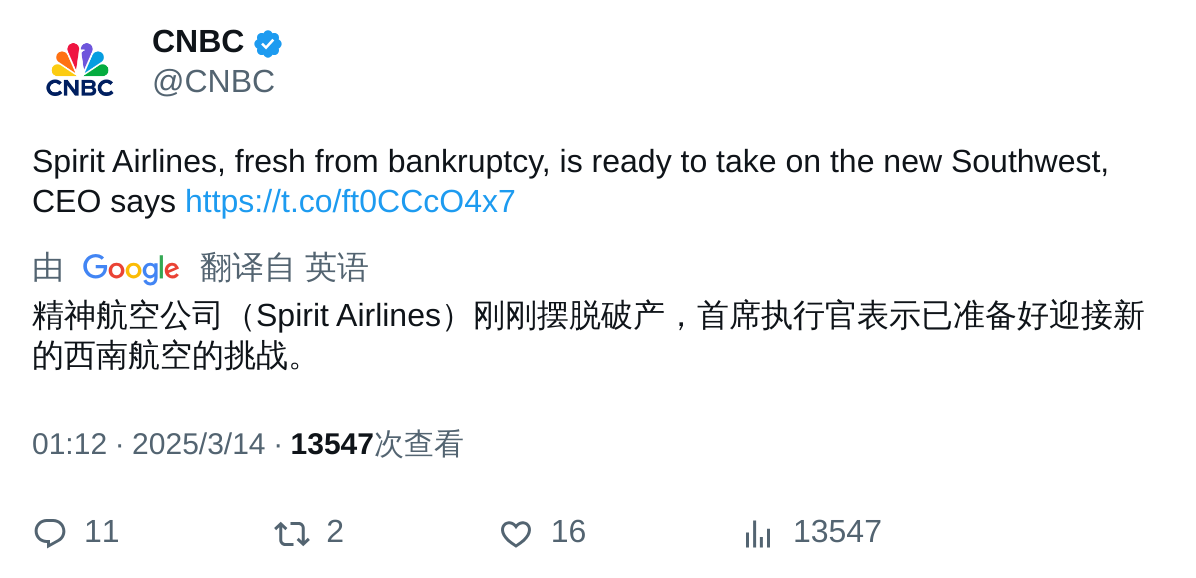 CNBC
CNBC
@CNBC
Spirit Airlines, fresh from bankruptcy, is ready to take on the new Southwest,
CEO says https://t.co/ft0CCcO4x7
由 Google 翻译自 英语
精神航空公司（Spirit Airlines）刚刚摆脱破产，首席执行官表示已准备好迎接新
的西南航空的挑战。
01:12 · 2025/3/14 · 13547次查看
11 2 16 13547